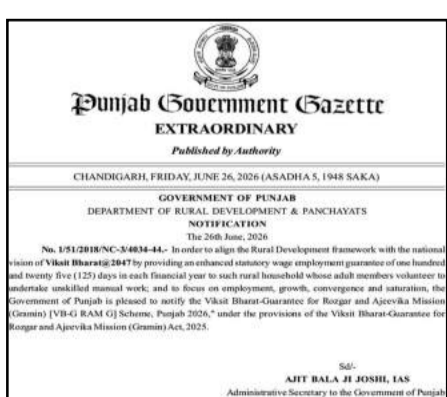 Punjab Government Gazette
EXTRAORDINARY
Published by Authority
CHANDIGARH, FRIDAY, JUNE 26, 2026 (ASADHA 5, 1948 SAKA)
GOVERNMENT OF PUNJAB
DEPARTMENT OF RURAL DEVELOPMENT & PANCHAYATS
NOTIFICATION
The 26th June, 2026
No. 1/51/2018/NC-3/4034-44.- In order to align the Rural Development framework with the national
vision of Viksit Bharat@2047 by providing an enhanced statutory wage employment guarantee of one hundred
and twenty five (125) days in each financial year to such rural household whose adult members volunteer to
undertake unskilled manual work; and to focus on employment, growth, convergence and saturation, the
Government of Punjab is pleased to notify the Viksit Bharat-Guarantee for Rozgar and Ajeevika Mission
(Gramin) [VB-G RAM G] Scheme, Punjab 2026," under the provisions of the Viksit Bharat-Guarantee for
Rozgar and Ajeevika Mission (Gramin) Act, 2025.
Sd/-
AJIT BALA JI JOSHI, IAS
Administrative Secretary to the Government of Punjab